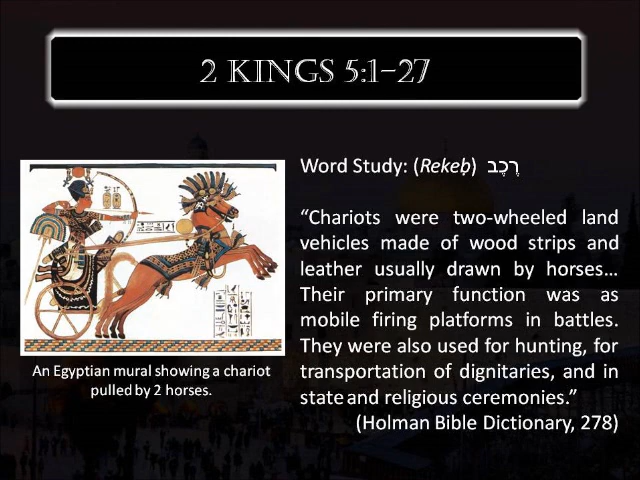 2 KINGS 5:1–27
Word Study: (Rekeḅ) רֶכֶב
“Chariots were two-wheeled land
vehicles made of wood strips and
leather usually drawn by horses…
Their primary function was as
mobile firing platforms in battles.
They were also used for hunting, for
transportation of dignitaries, and in
state and religious ceremonies.”
(Holman Bible Dictionary, 278)
An Egyptian mural showing a chariot
pulled by 2 horses.